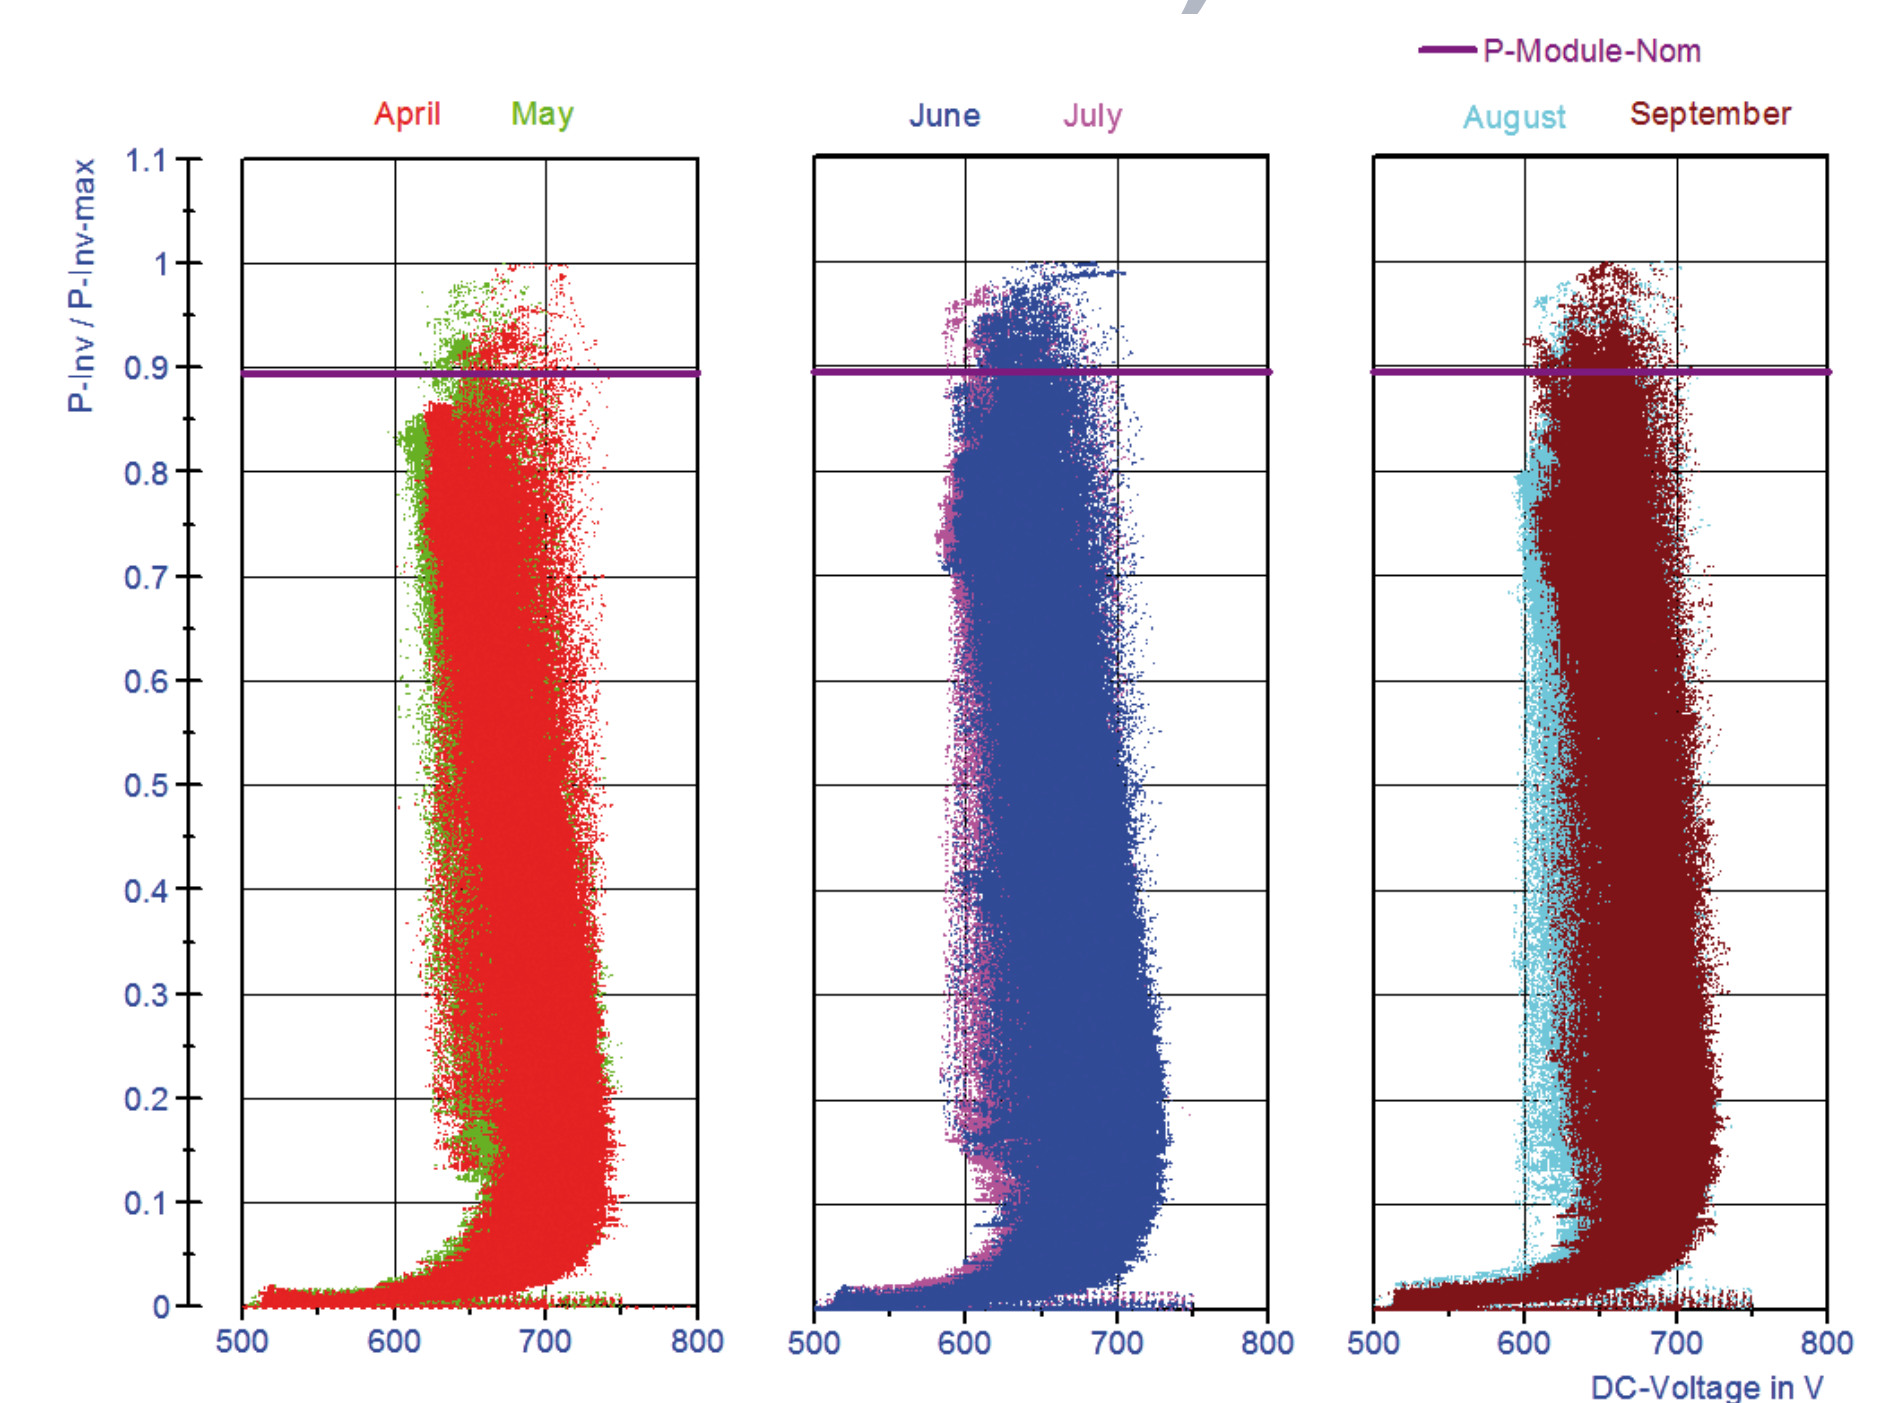 P-Module-Nom
April May June July August September
P-Inv / P-Inv-max
1.1
1
0.9
0.8
0.7
0.6
0.5
0.4
0.3
0.2
0.1
0
500 600 700 800 500 600 700 800 500 600 700 800
DC-Voltage in V